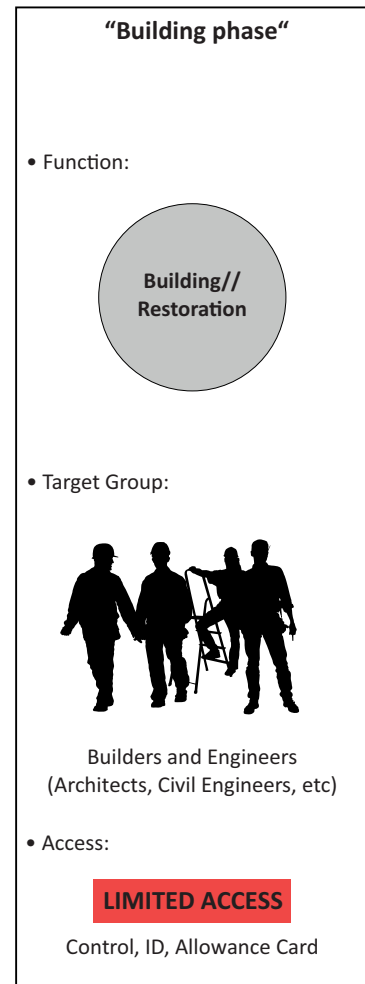 “Building phase“
• Function:
Building//
Restoration
• Target Group:
Builders and Engineers
(Architects, Civil Engineers, etc)
• Access:
LIMITED ACCESS
Control, ID, Allowance Card